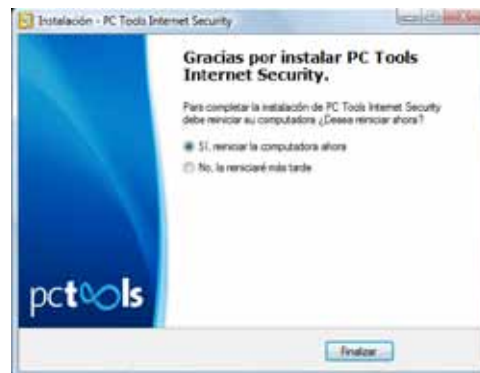 Instalación - PC Tools Internet Security
Gracias por instalar PC Tools
Internet Security.
Para completar la instalación de PC Tools Internet Security
debe reiniciar su computadora ¿Desea reiniciar ahora?
Sí, reiniciar la computadora ahora
No, la reiniciaré más tarde
pctools
Finalizar